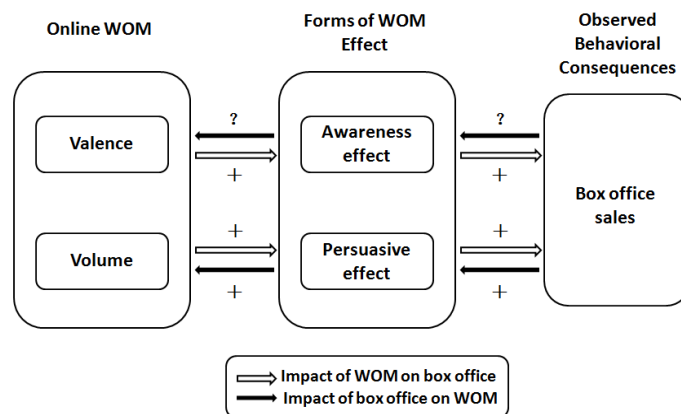 Online WOM
Forms of WOM
Effect
Observed
Behavioral
Consequences
Valence
?
+
Awareness
effect
?
+
Box office
sales
Volume
+
+
Persuasive
effect
+
+
Impact of WOM on box office
Impact of box office on WOM